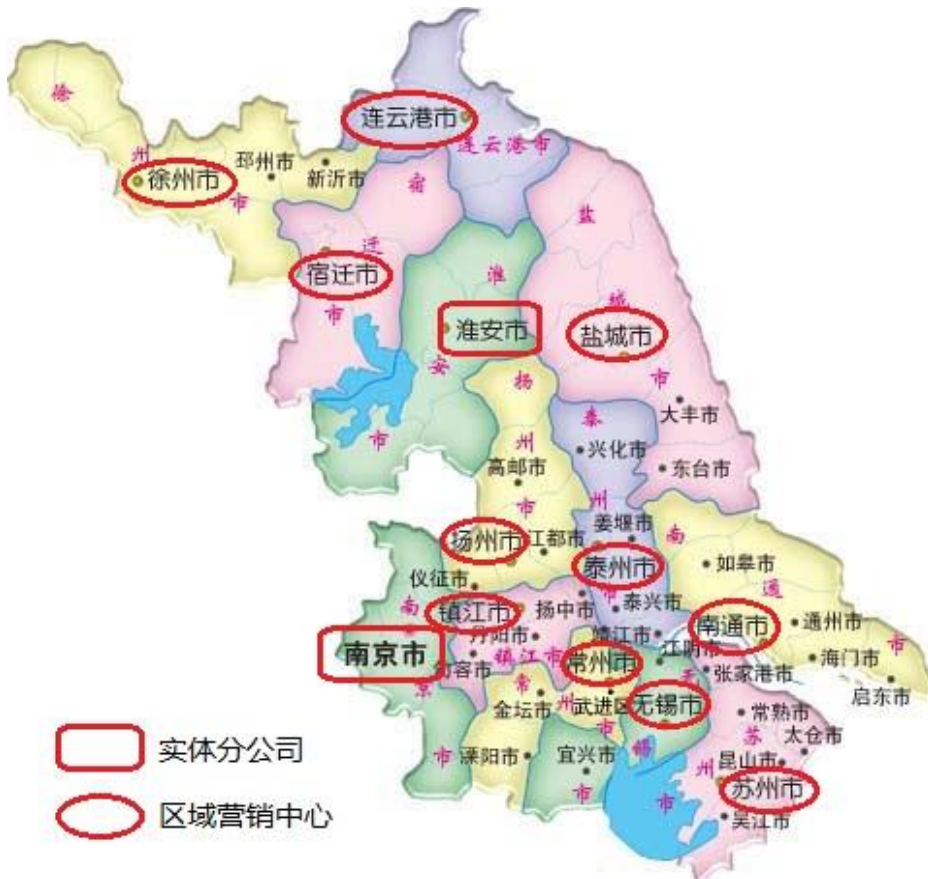 徐州市
连云港市
连云港市
邳州市
新沂市
徐州市
宿迁市
宿迁市
盐城市
淮安市
淮安市
盐城市
大丰市
扬州市
泰州市
兴化市
东台市
高邮市
姜堰市
南通市
扬州市
江都市
泰州市
如皋市
仪征市
扬中市
泰兴市
镇江市
南通市
通州市
南京市
丹阳市
靖江市
江阴市
南京市
句容市
镇江市
常州市
无锡市
张家港市
海门市
启东市
常州市
金坛市
武进区
无锡市
常熟市
太仓市
苏州市
溧阳市
宜兴市
昆山市
苏州市
吴江市
实体分公司
区域营销中心